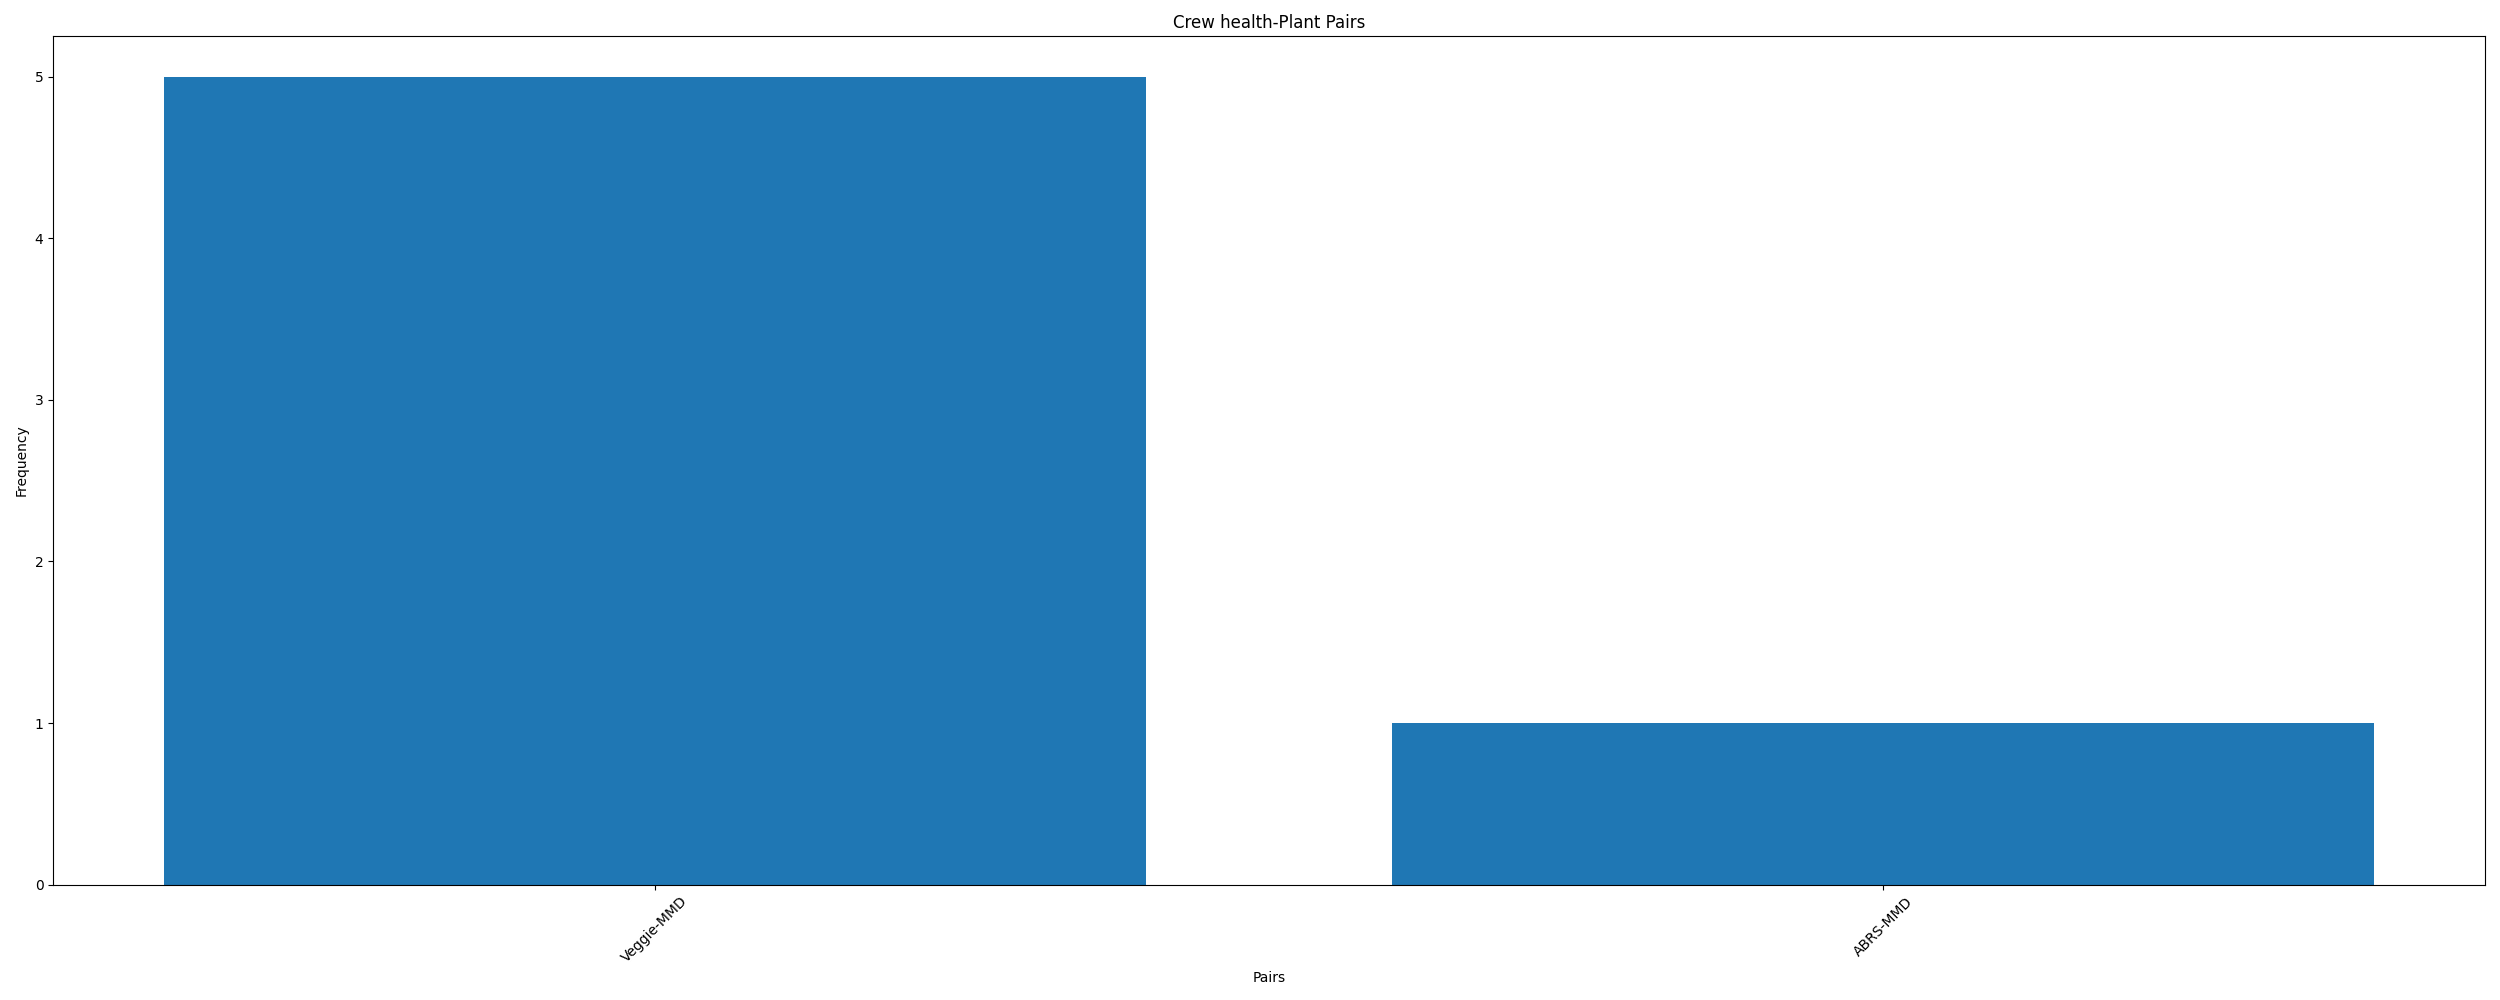 Crew health-Plant Pairs
5
4
3
2
1
0
Frequency
Veggie-MMD
ABRS-MMD
Pairs